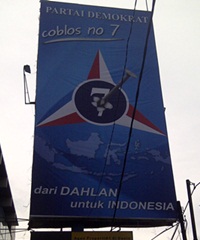 PARTAI DEMOKRAT
coblos no 7
7
dari DAHLAN
untuk INDONESIA